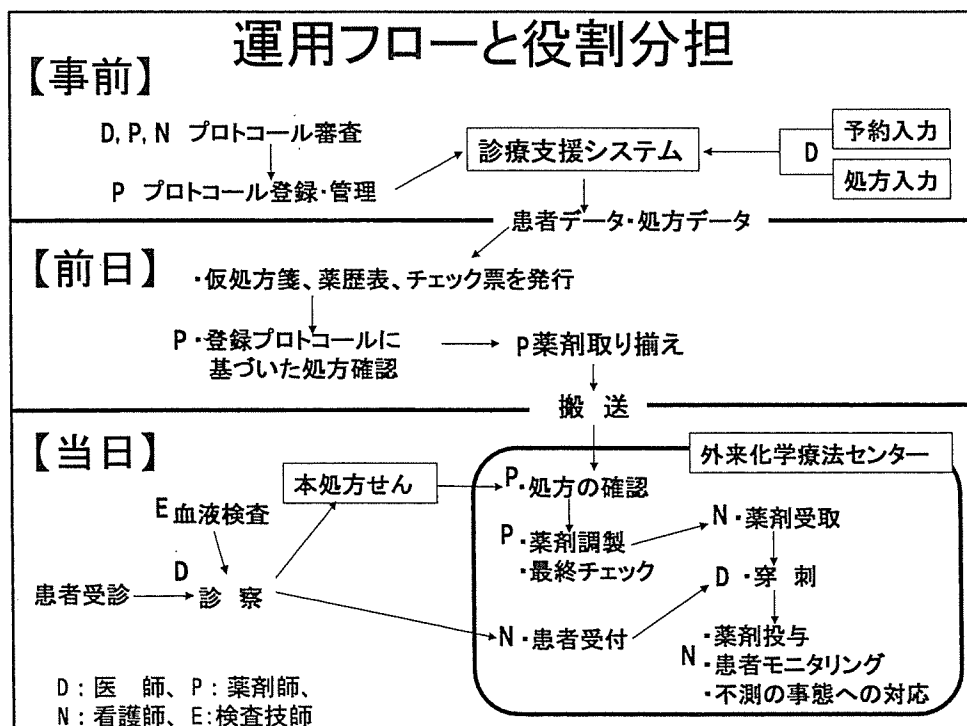 運用フローと役割分担
【事前】
D, P, N プロトコール審査
P プロトコール登録・管理
診療支援システム
D
予約入力
処方入力
患者データ・処方データ
【前日】
・仮処方箋、薬歴表、チェック票を発行
P・登録プロトコールに
基づいた処方確認
P薬剤取り揃え
搬 送
【当日】
外来化学療法センター
本処方せん
P・処方の確認
E血液検査
N・薬剤受取
P・薬剤調製
・最終チェック
D
患者受診
診 察
D・穿 刺
N・患者受付
・薬剤投与
N・患者モニタリング
・不測の事態への対応
D：医 師、P：薬剤師、
N：看護師、E:検査技師